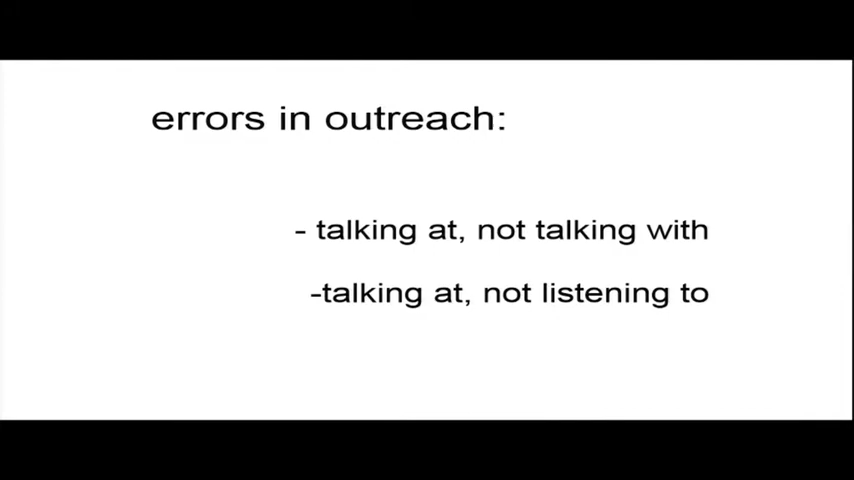 errors in outreach:
- talking at, not talking with
-talking at, not listening to